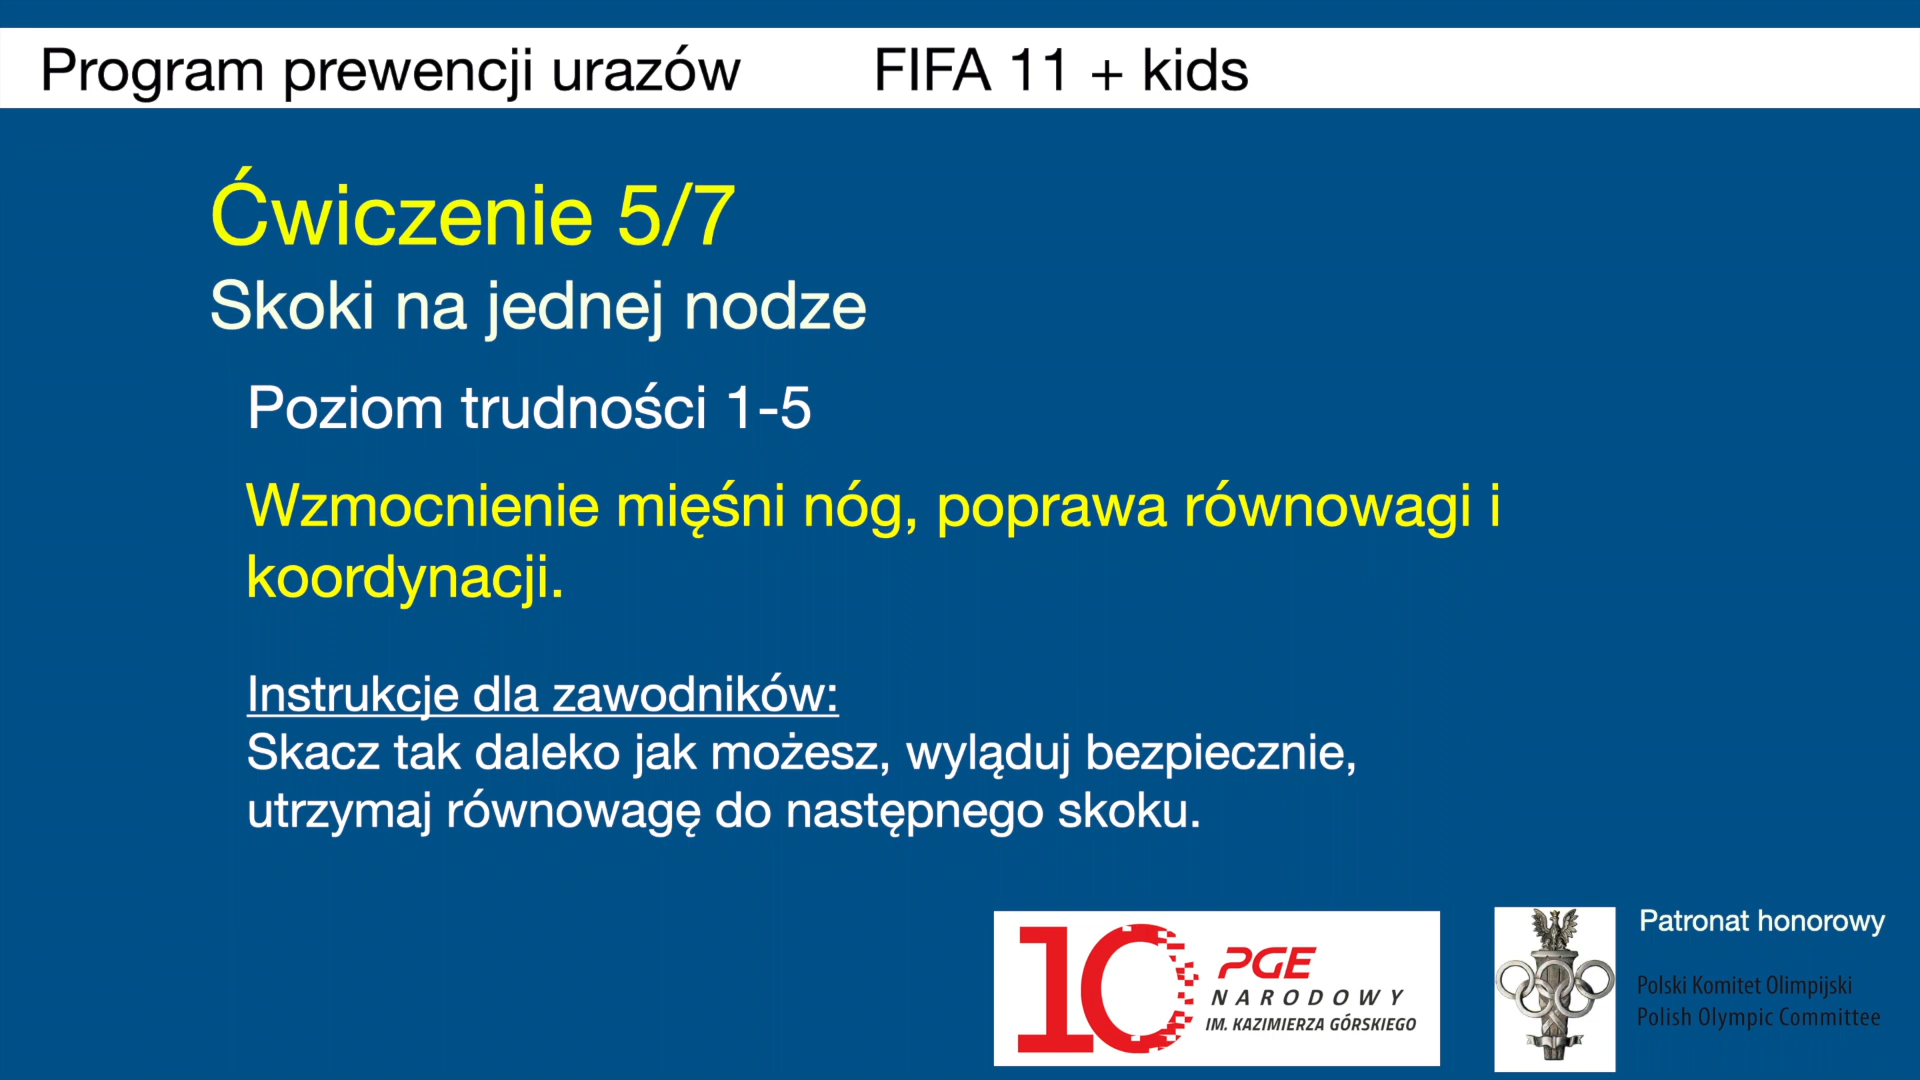 Program prewencji urazów FIFA 11 + kids
Ćwiczenie 5/7
Skoki na jednej nodze
Poziom trudności 1-5
Wzmocnienie mięśni nóg, poprawa równowagi i
koordynacji.
Instrukcje dla zawodników:
Skacz tak daleko jak możesz, wyląduj bezpiecznie,
utrzymaj równowagę do następnego skoku.
10
PGE
NARODOWY
IM. KAZIMIERZA GÓRSKIEGO
Patronat honorowy
Polski Komitet Olimpijski
Polish Olympic Committee